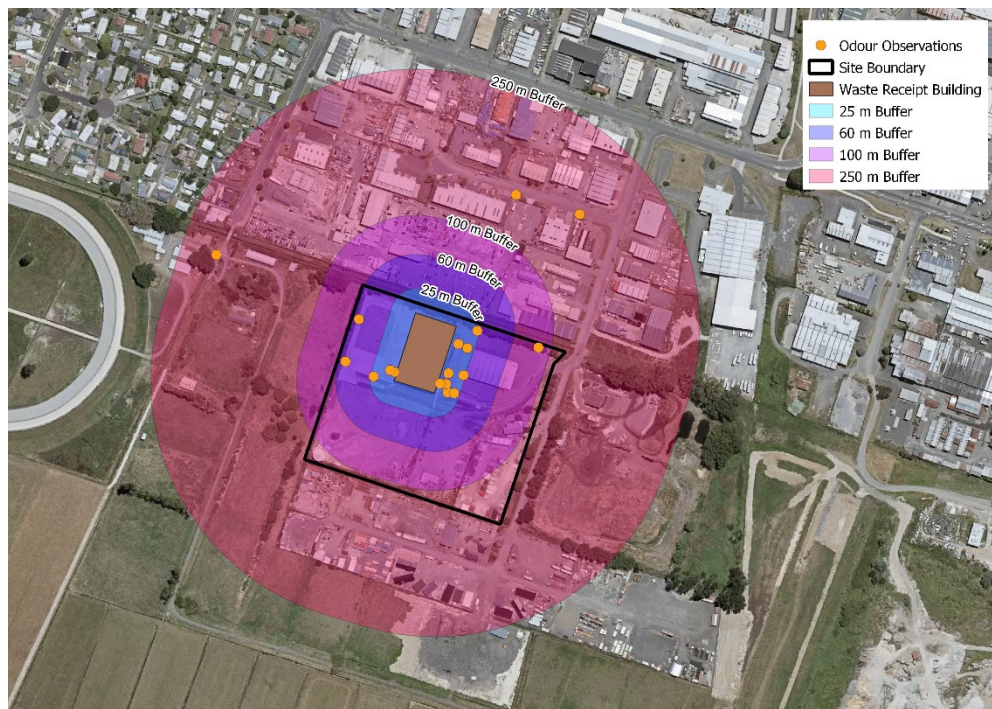 250 m Buffer
100 m Buffer
60 m Buffer
25 m Buffer
Odour Observations
Site Boundary
Waste Receipt Building
25 m Buffer
60 m Buffer
100 m Buffer
250 m Buffer